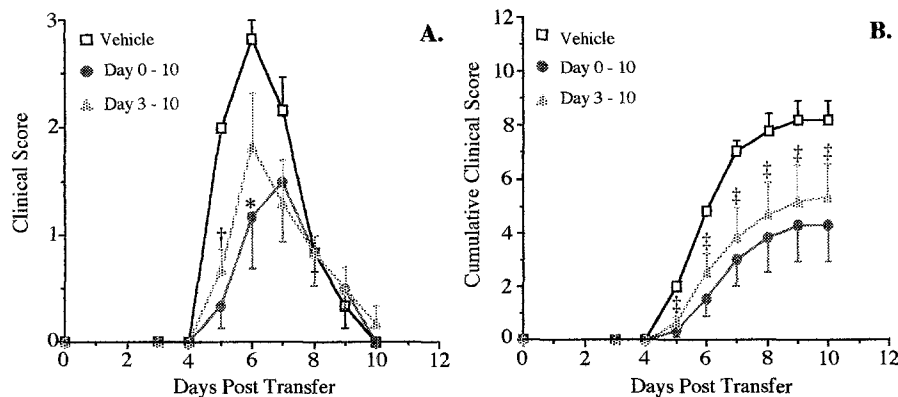 A.
Vehicle
Day 0 - 10
Day 3 - 10
Clinical Score
3
2
1
0
†
*
0 2 4 6 8 10 12
Days Post Transfer
B.
Vehicle
Day 0 - 10
Day 3 - 10
Cumulative Clinical Score
12
10
8
6
4
2
0
‡ ‡ ‡ ‡ ‡ ‡
0 2 4 6 8 10 12
Days Post Transfer